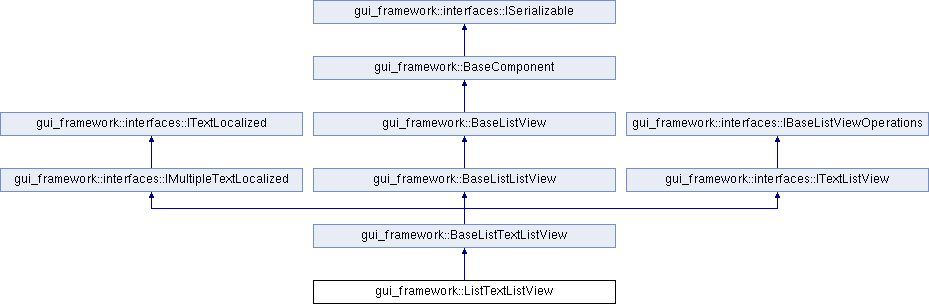 gui_framework::interfaces::ISerializable
gui_framework::BaseComponent
gui_framework::interfaces::ITextLocalized
gui_framework::BaseListView
gui_framework::interfaces::IBaseListViewOperations
gui_framework::interfaces::IMultipleTextLocalized
gui_framework::BaseListListView
gui_framework::interfaces::ITextListView
gui_framework::BaseListTextListView
gui_framework::ListTextListView